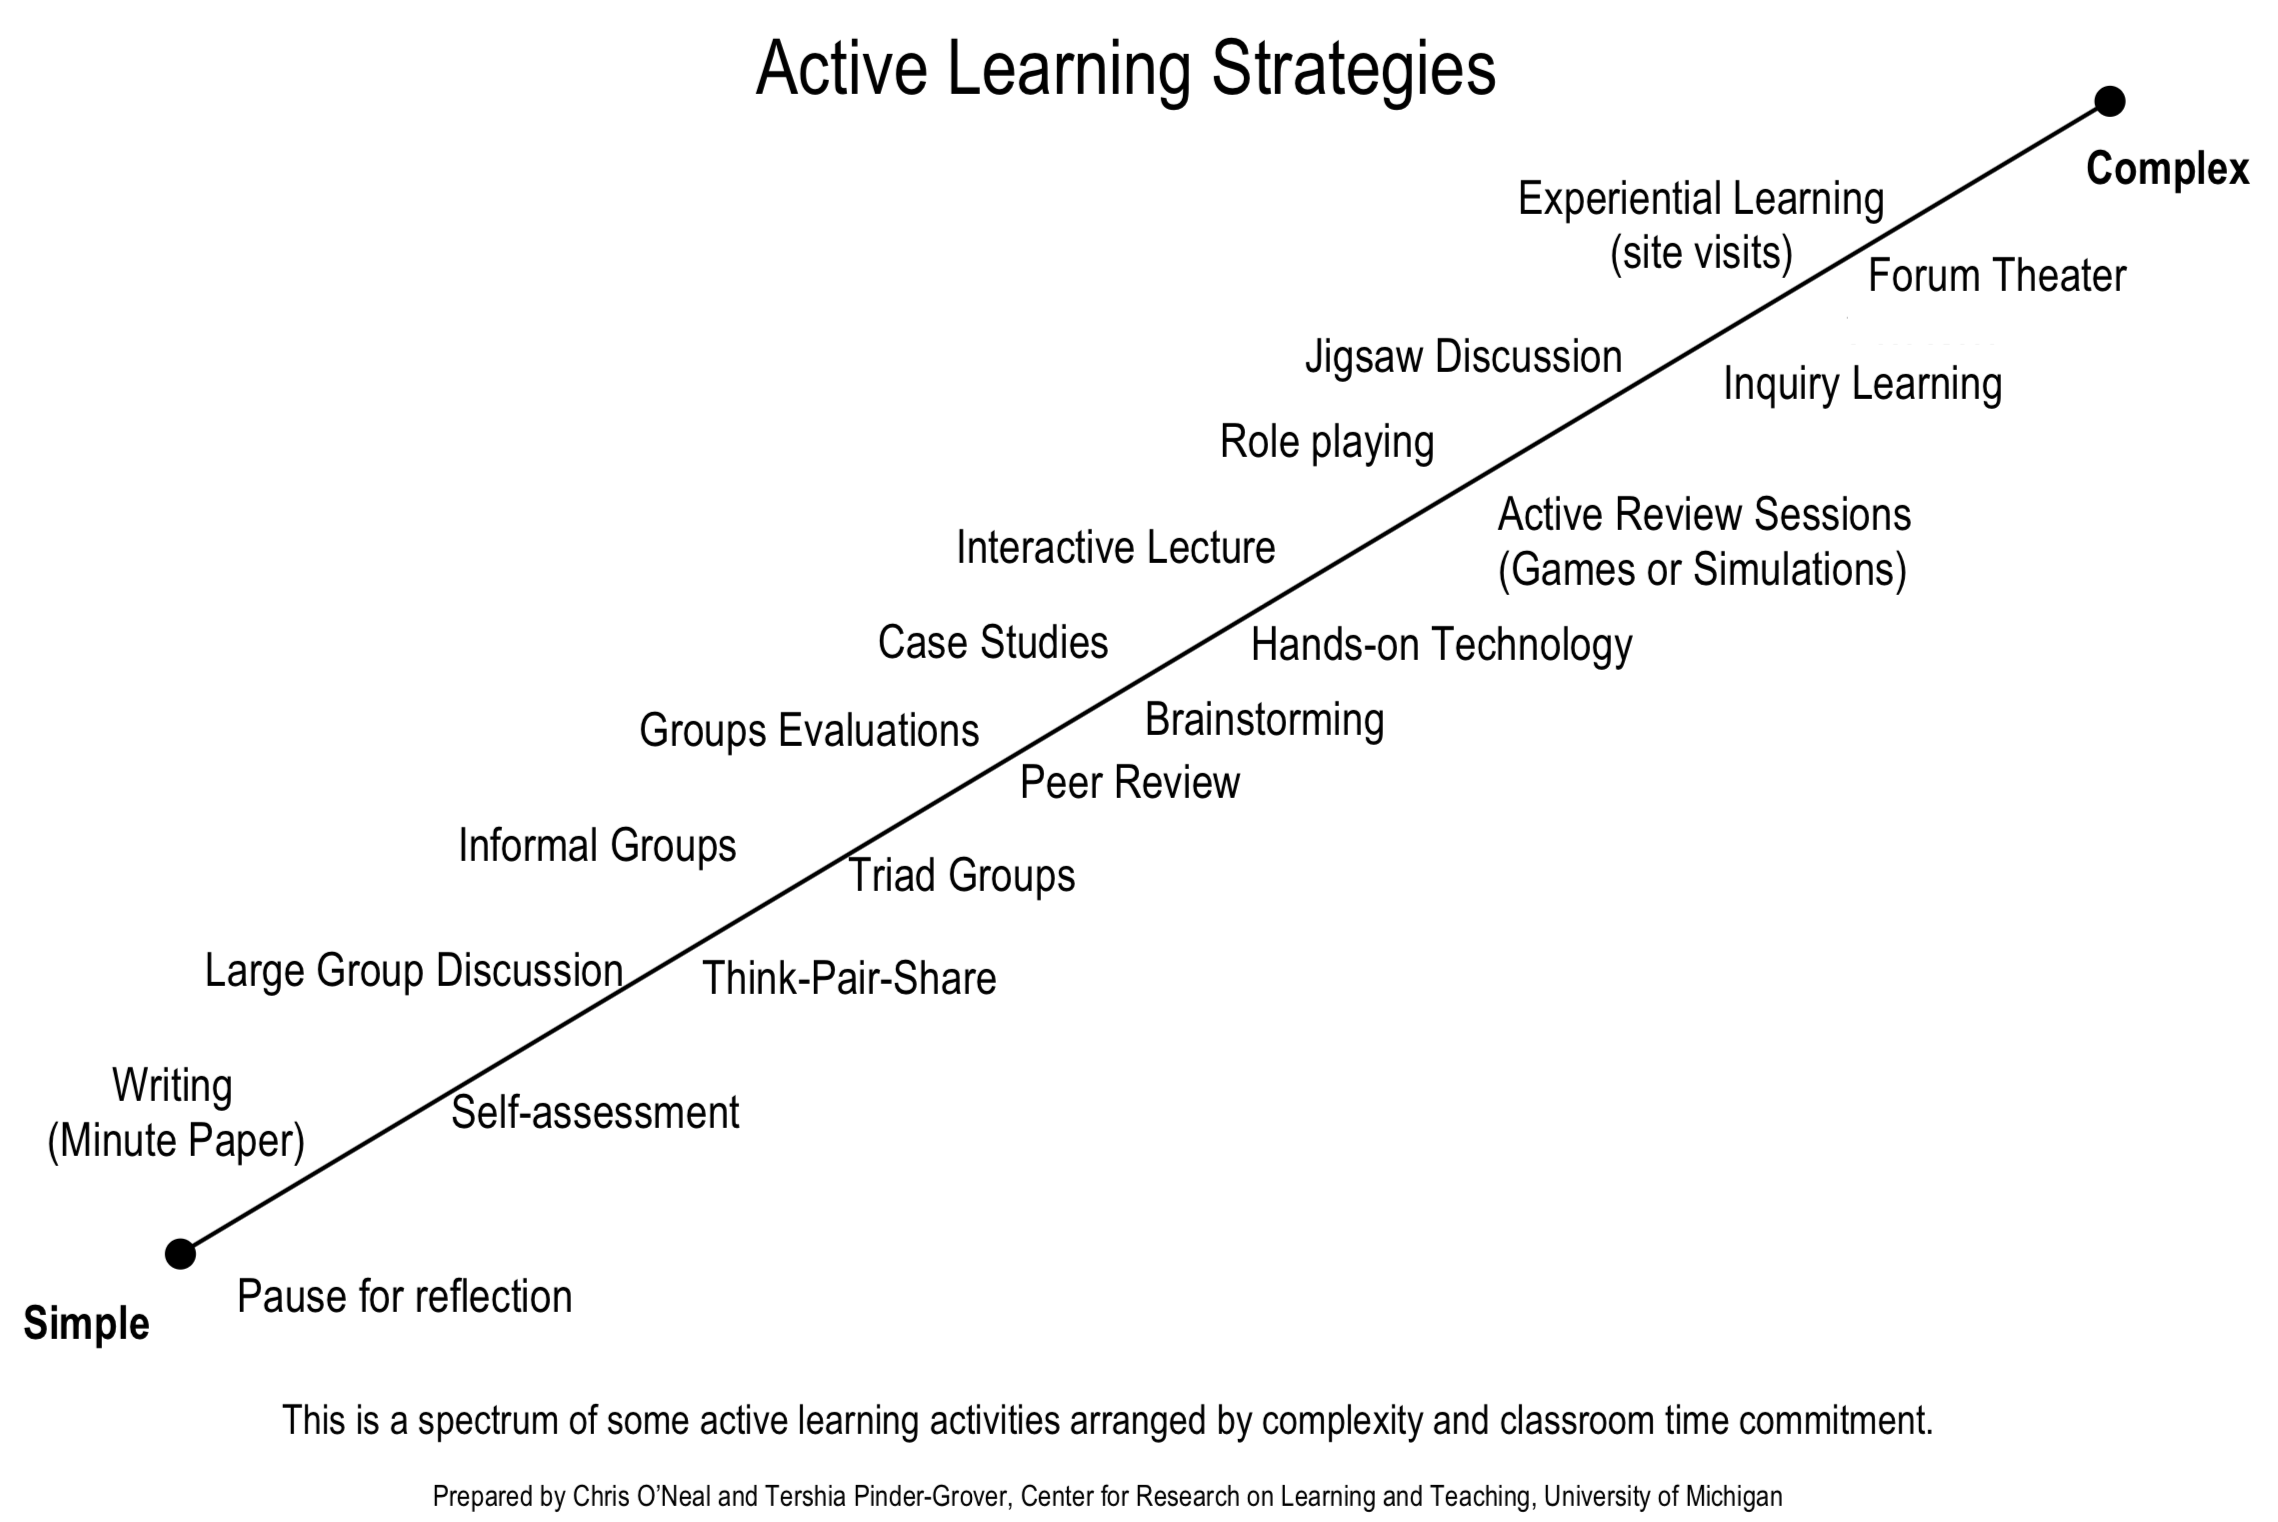 Active Learning Strategies
Complex
Experiential Learning
(site visits)
Forum Theater
Jigsaw Discussion
Inquiry Learning
Role playing
Active Review Sessions
(Games or Simulations)
Interactive Lecture
Case Studies
Hands-on Technology
Groups Evaluations
Brainstorming
Peer Review
Informal Groups
Triad Groups
Large Group Discussion
Think-Pair-Share
Writing
(Minute Paper)
Self-assessment
Pause for reflection
Simple
This is a spectrum of some active learning activities arranged by complexity and classroom time commitment.
Prepared by Chris O’Neal and Tershia Pinder-Grover, Center for Research on Learning and Teaching, University of Michigan